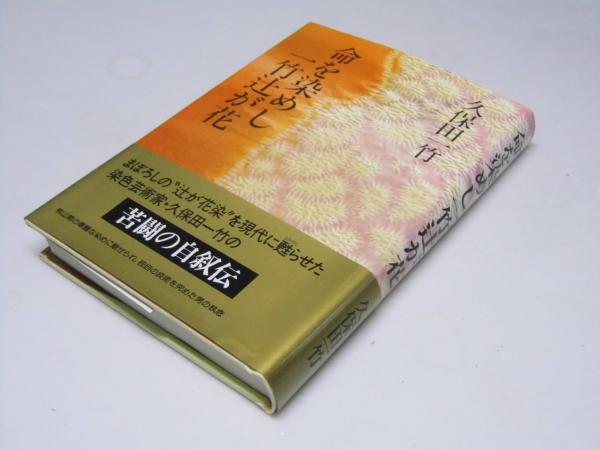 命を染めし
一竹辻が花
久保田一竹
まぼろしの〝辻が花染〟を現代に甦らせた
染色芸術家・久保田一竹の
苦闘の自叙伝
命を染めし一竹辻が花
久保田一竹